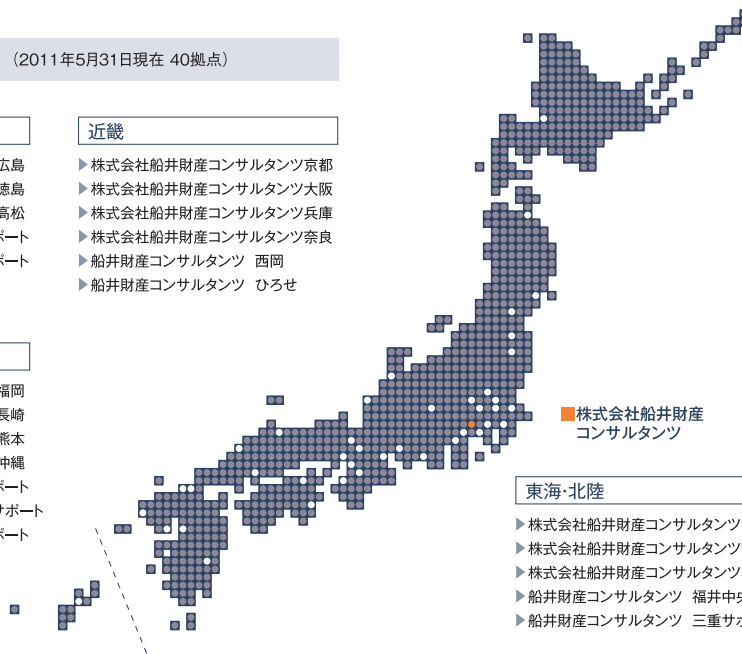 （2011年5月31日現在 40拠点）
広島
徳島
高松
ポート
ポート
福岡
長崎
熊本
沖縄
ポート
サポート
ポート
近畿
株式会社船井財産コンサルタンツ京都
株式会社船井財産コンサルタンツ大阪
株式会社船井財産コンサルタンツ兵庫
株式会社船井財産コンサルタンツ奈良
船井財産コンサルタンツ 西岡
船井財産コンサルタンツ ひろせ
株式会社船井財産
コンサルタンツ
東海・北陸
株式会社船井財産コンサルタンツ
株式会社船井財産コンサルタンツ
株式会社船井財産コンサルタンツ
船井財産コンサルタンツ 福井中央
船井財産コンサルタンツ 三重サポ